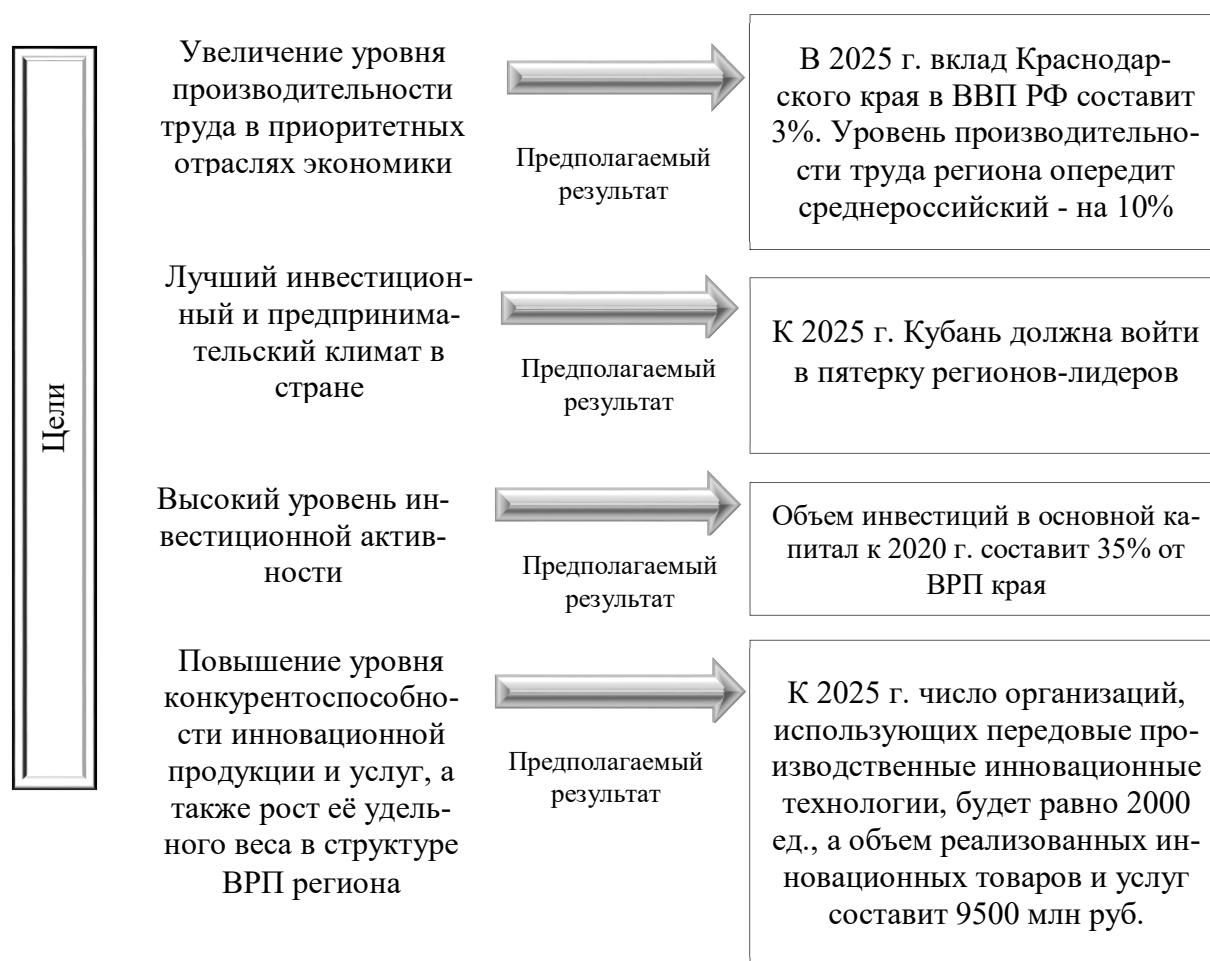 Цели
Увеличение уровня
производительности
труда в приоритетных
отраслях экономики
Предполагаемый
результат
В 2025 г. вклад Краснодар-
ского края в ВВП РФ составит
3%. Уровень производительно-
сти труда региона опередит
среднероссийский - на 10%
Лучший инвестицион-
ный и предпринима-
тельский климат в
стране
Предполагаемый
результат
К 2025 г. Кубань должна войти
в пятерку регионов-лидеров
Высокий уровень ин-
вестиционной актив-
ности
Предполагаемый
результат
Объем инвестиций в основной ка-
питал к 2020 г. составит 35% от
ВРП края
Повышение уровня
конкурентоспособно-
сти инновационной
продукции и услуг, а
также рост её удель-
ного веса в структуре
ВРП региона
Предполагаемый
результат
К 2025 г. число организаций,
использующих передовые про-
изводственные инновационные
технологии, будет равно 2000
ед., а объем реализованных ин-
новационных товаров и услуг
составит 9500 млн руб.